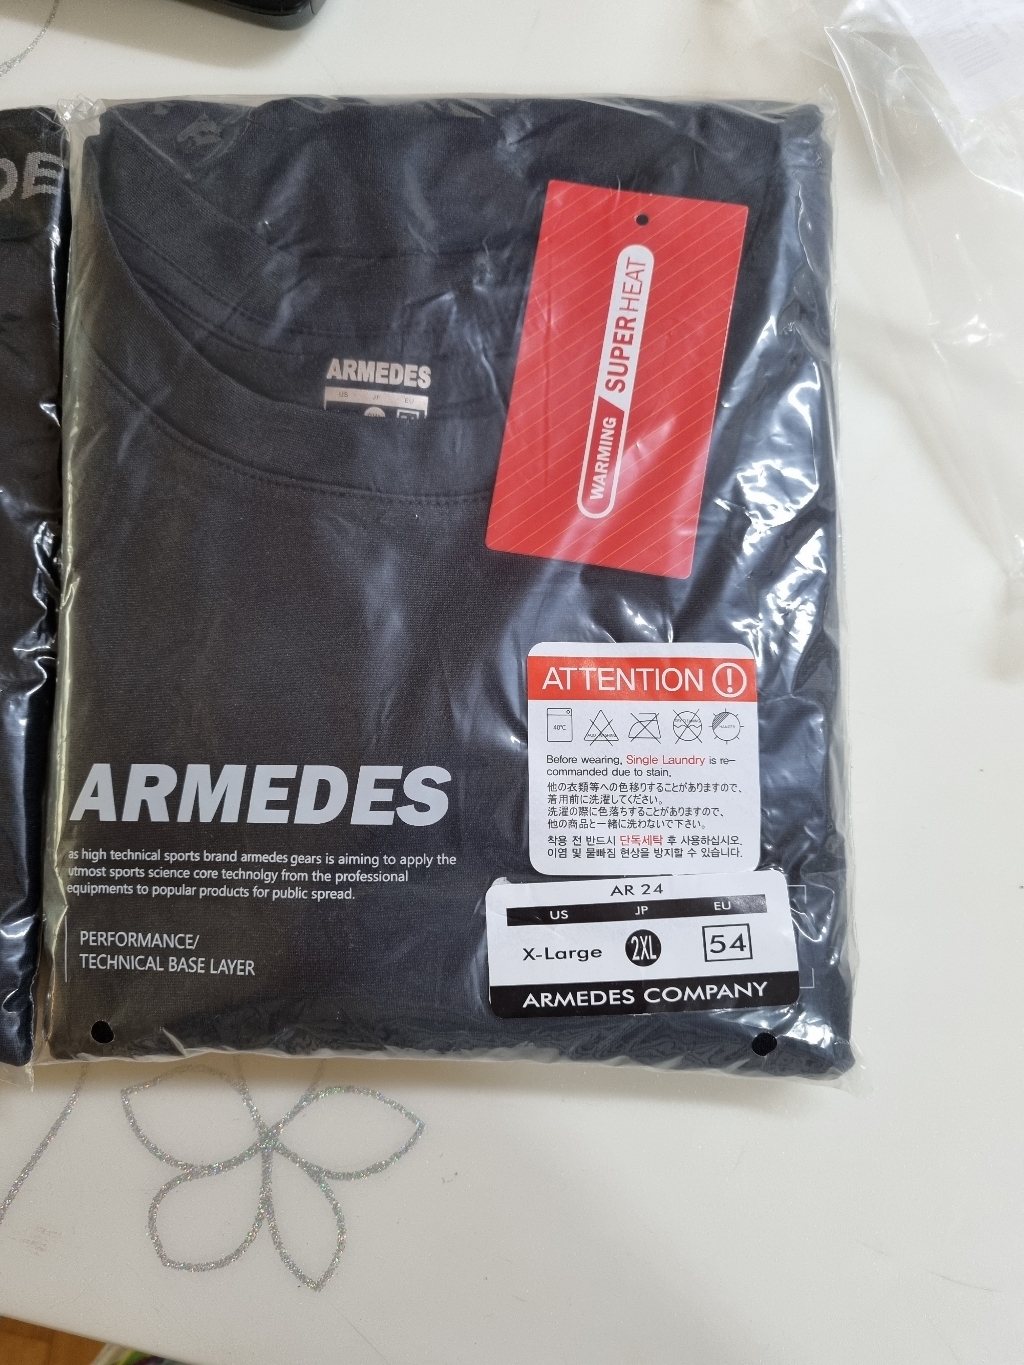 DE
ARMEDES
US JP EU
WARMING SUPER HEAT
ATTENTION !
40℃
Before wearing, Single Laundry is re-
commanded due to stain.
他の衣類等への色移りすることがありますので、
着用前に洗濯してください。
洗濯の際に色落ちすることがありますので、
他の商品と一緒に洗わないで下さい。
착용 전 반드시 단독세탁 후 사용하십시오.
이염 및 물빠짐 현상을 방지할 수 있습니다.
ARMEDES
as high technical sports brand armedes gears is aiming to apply the
utmost sports science core technolgy from the professional
equipments to popular products for public spread.
PERFORMANCE/
TECHNICAL BASE LAYER
AR 24
US JP EU
X-Large 2XL 54
ARMEDES COMPANY